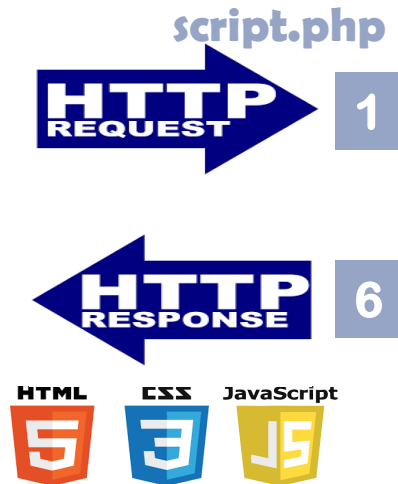 script.php
HTTP
REQUEST
1
HTTP
RESPONSE
6
HTML CSS JavaScript
5 3 JS